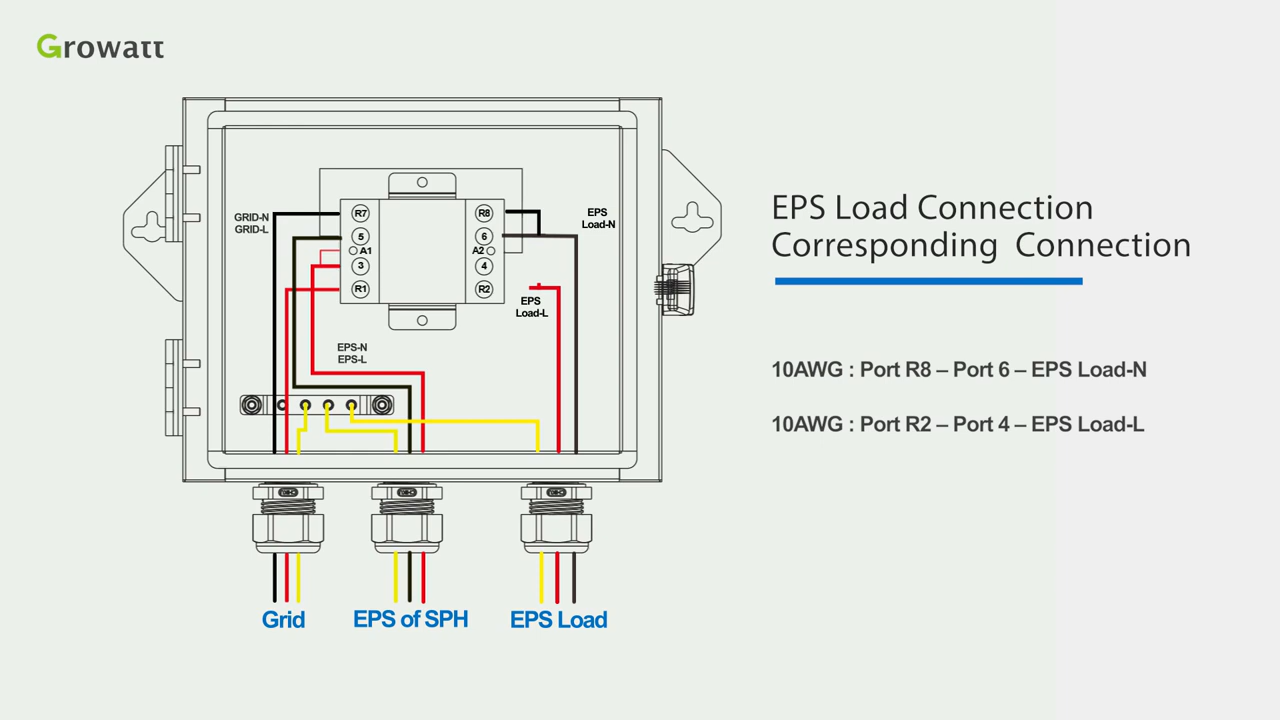 Growatt
EPS Load Connection
Corresponding Connection
10AWG : Port R8 – Port 6 – EPS Load-N
10AWG : Port R2 – Port 4 – EPS Load-L
GRID-N
GRID-L
R7
5
A1
3
R1
R8
6
A2
4
R2
EPS
Load-N
EPS
Load-L
EPS-N
EPS-L
Grid
EPS of SPH
EPS Load